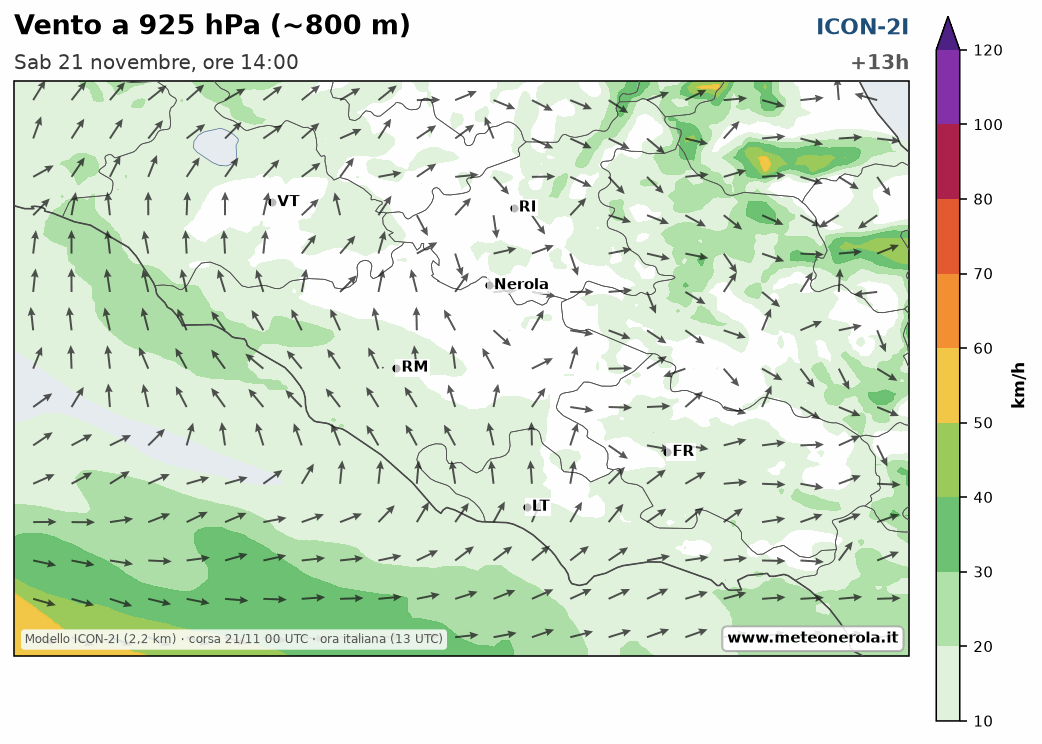 Vento a 925 hPa (~800 m)
ICON-2I
Sab 21 novembre, ore 14:00
+13h
VT
RI
Nerola
RM
FR
LT
120
100
80
70
60
50
40
30
20
10
km/h
Modello ICON-2I (2,2 km) · corsa 21/11 00 UTC · ora italiana (13 UTC)
www.meteonerola.it